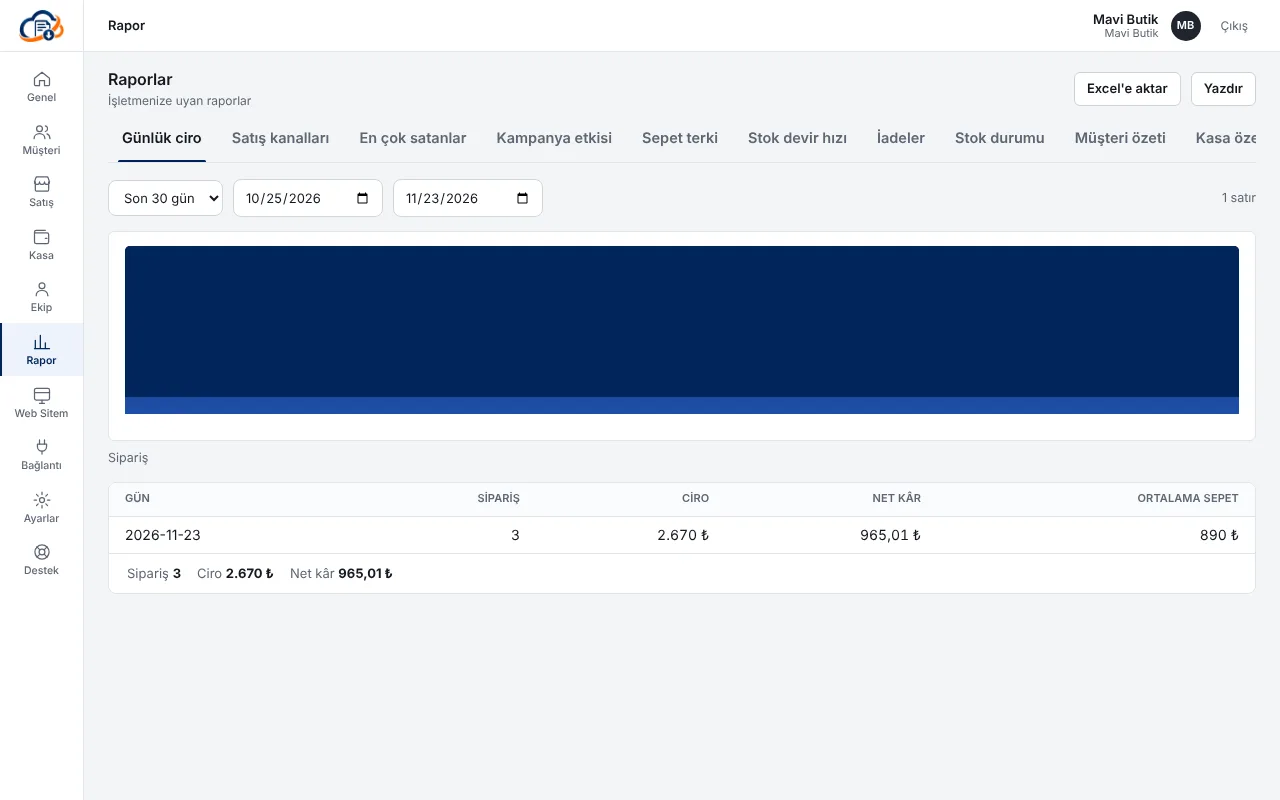 Rapor
Mavi Butik
Mavi Butik
MB
Çıkış
Genel
Müşteri
Satış
Kasa
Ekip
Rapor
Web Sitem
Bağlantı
Ayarlar
Destek
Raporlar
İşletmenize uyan raporlar
Excel'e aktar
Yazdır
Günlük ciro Satış kanalları En çok satanlar Kampanya etkisi Sepet terki Stok devir hızı İadeler Stok durumu Müşteri özeti Kasa öze
Son 30 gün 10/25/2026 11/23/2026 1 satır
Sipariş
GÜN SİPARİŞ CİRO NET KÂR ORTALAMA SEPET
2026-11-23 3 2.670 ₺ 965,01 ₺ 890 ₺
Sipariş 3 Ciro 2.670 ₺ Net kâr 965,01 ₺